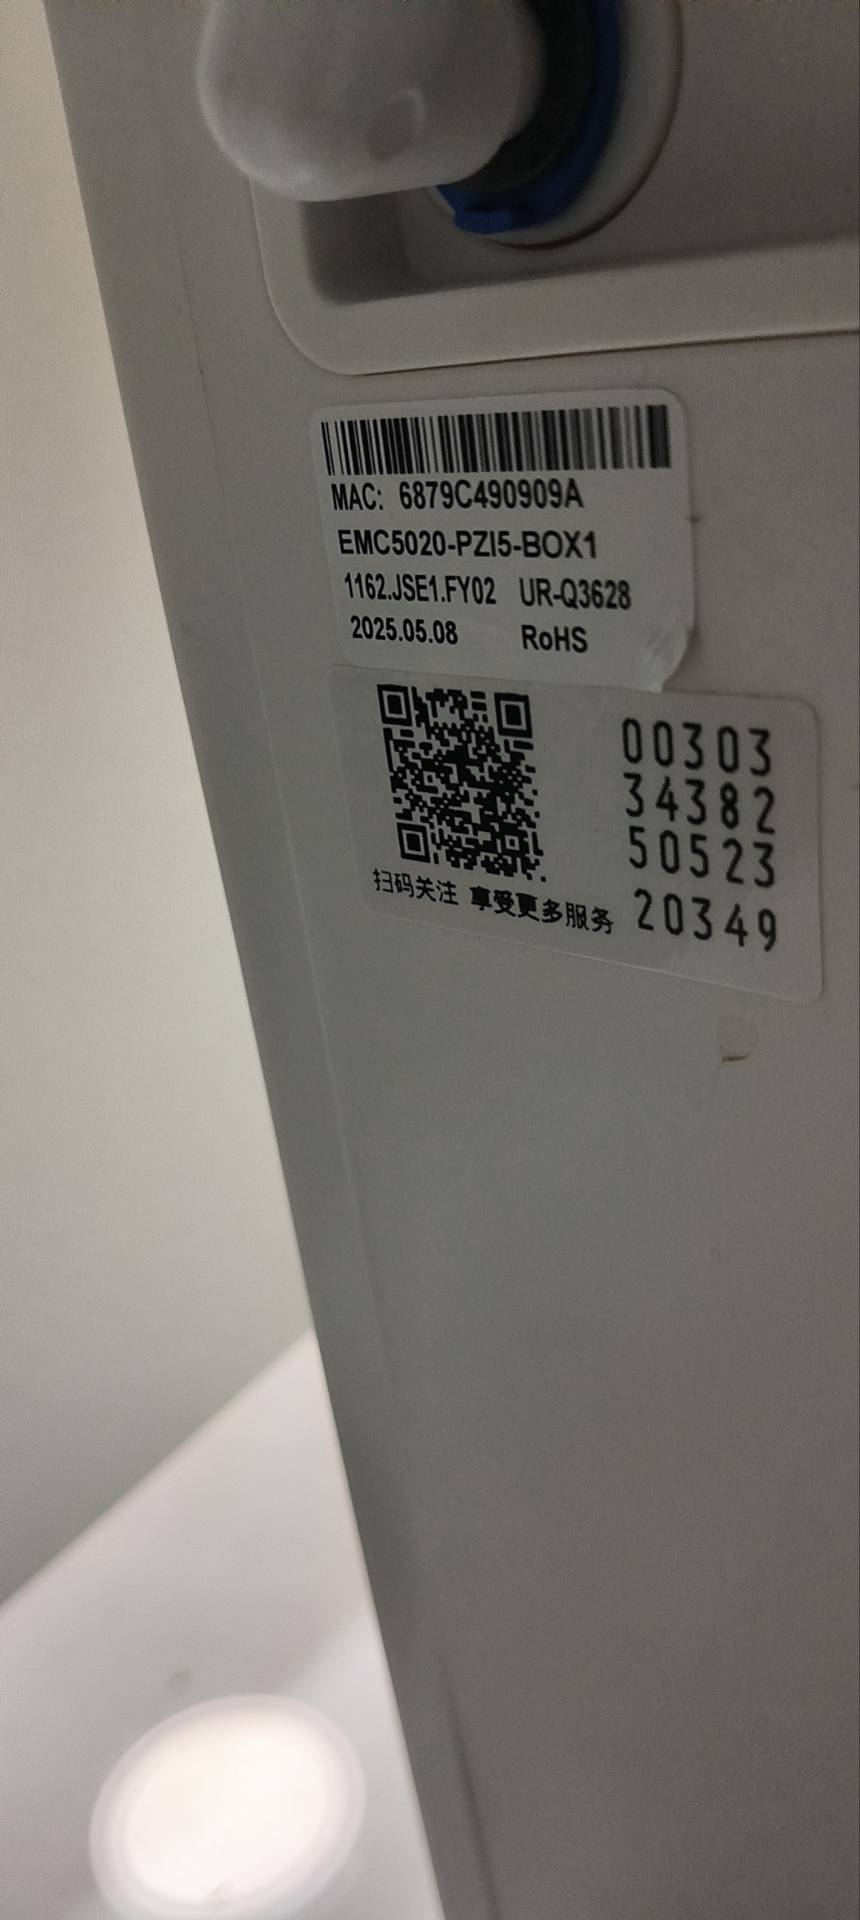 MAC: 6879C490909A
EMC5020-PZI5-BOX1
1162.JSE1.FY02 UR-Q3628
2025.05.08 RoHS
00303
34382
50523
20349
扫码关注 享受更多服务